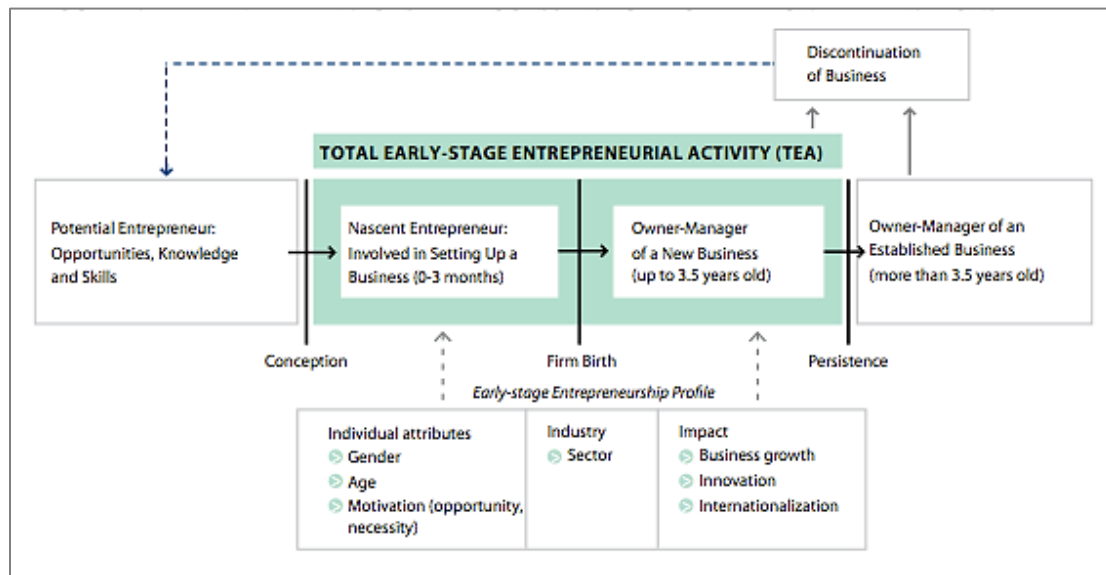 Discontinuation
of Business
TOTAL EARLY-STAGE ENTREPRENEURIAL ACTIVITY (TEA)
Potential Entrepreneur:
Opportunities, Knowledge
and Skills
Nascent Entrepreneur:
Involved in Setting Up a
Business (0-3 months)
Owner-Manager
of a New Business
(up to 3.5 years old)
Owner-Manager of an
Established Business
(more than 3.5 years old)
Conception
Firm Birth
Persistence
Early-stage Entrepreneurship Profile
Individual attributes
Gender
Age
Motivation (opportunity,
necessity)
Industry
Sector
Impact
Business growth
Innovation
Internationalization